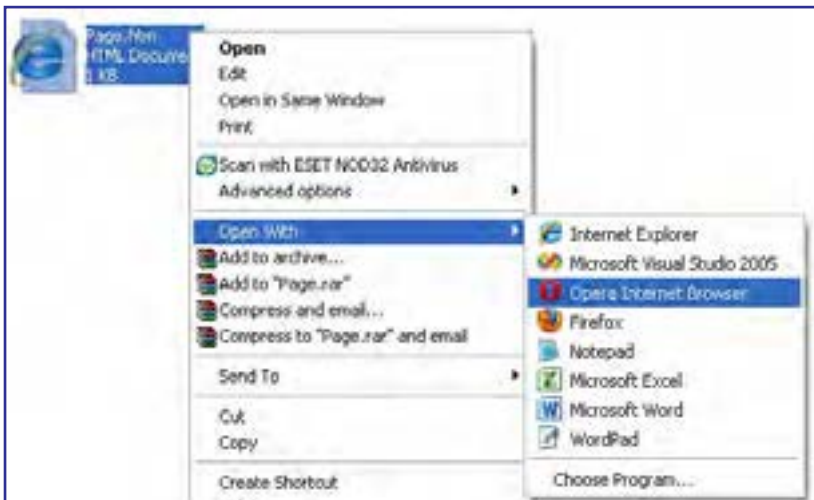 Page.htm
HTML Docume
1 KB
Open
Edit
Open in Same Window
Print
Scan with ESET NOD32 Antivirus
Advanced options
Open With
Add to archive...
Add to "Page.rar"
Compress and email...
Compress to "Page.rar" and email
Send To
Cut
Copy
Create Shortcut
Internet Explorer
Microsoft Visual Studio 2005
Opera Internet Browser
Firefox
Notepad
Microsoft Excel
Microsoft Word
WordPad
Choose Program...